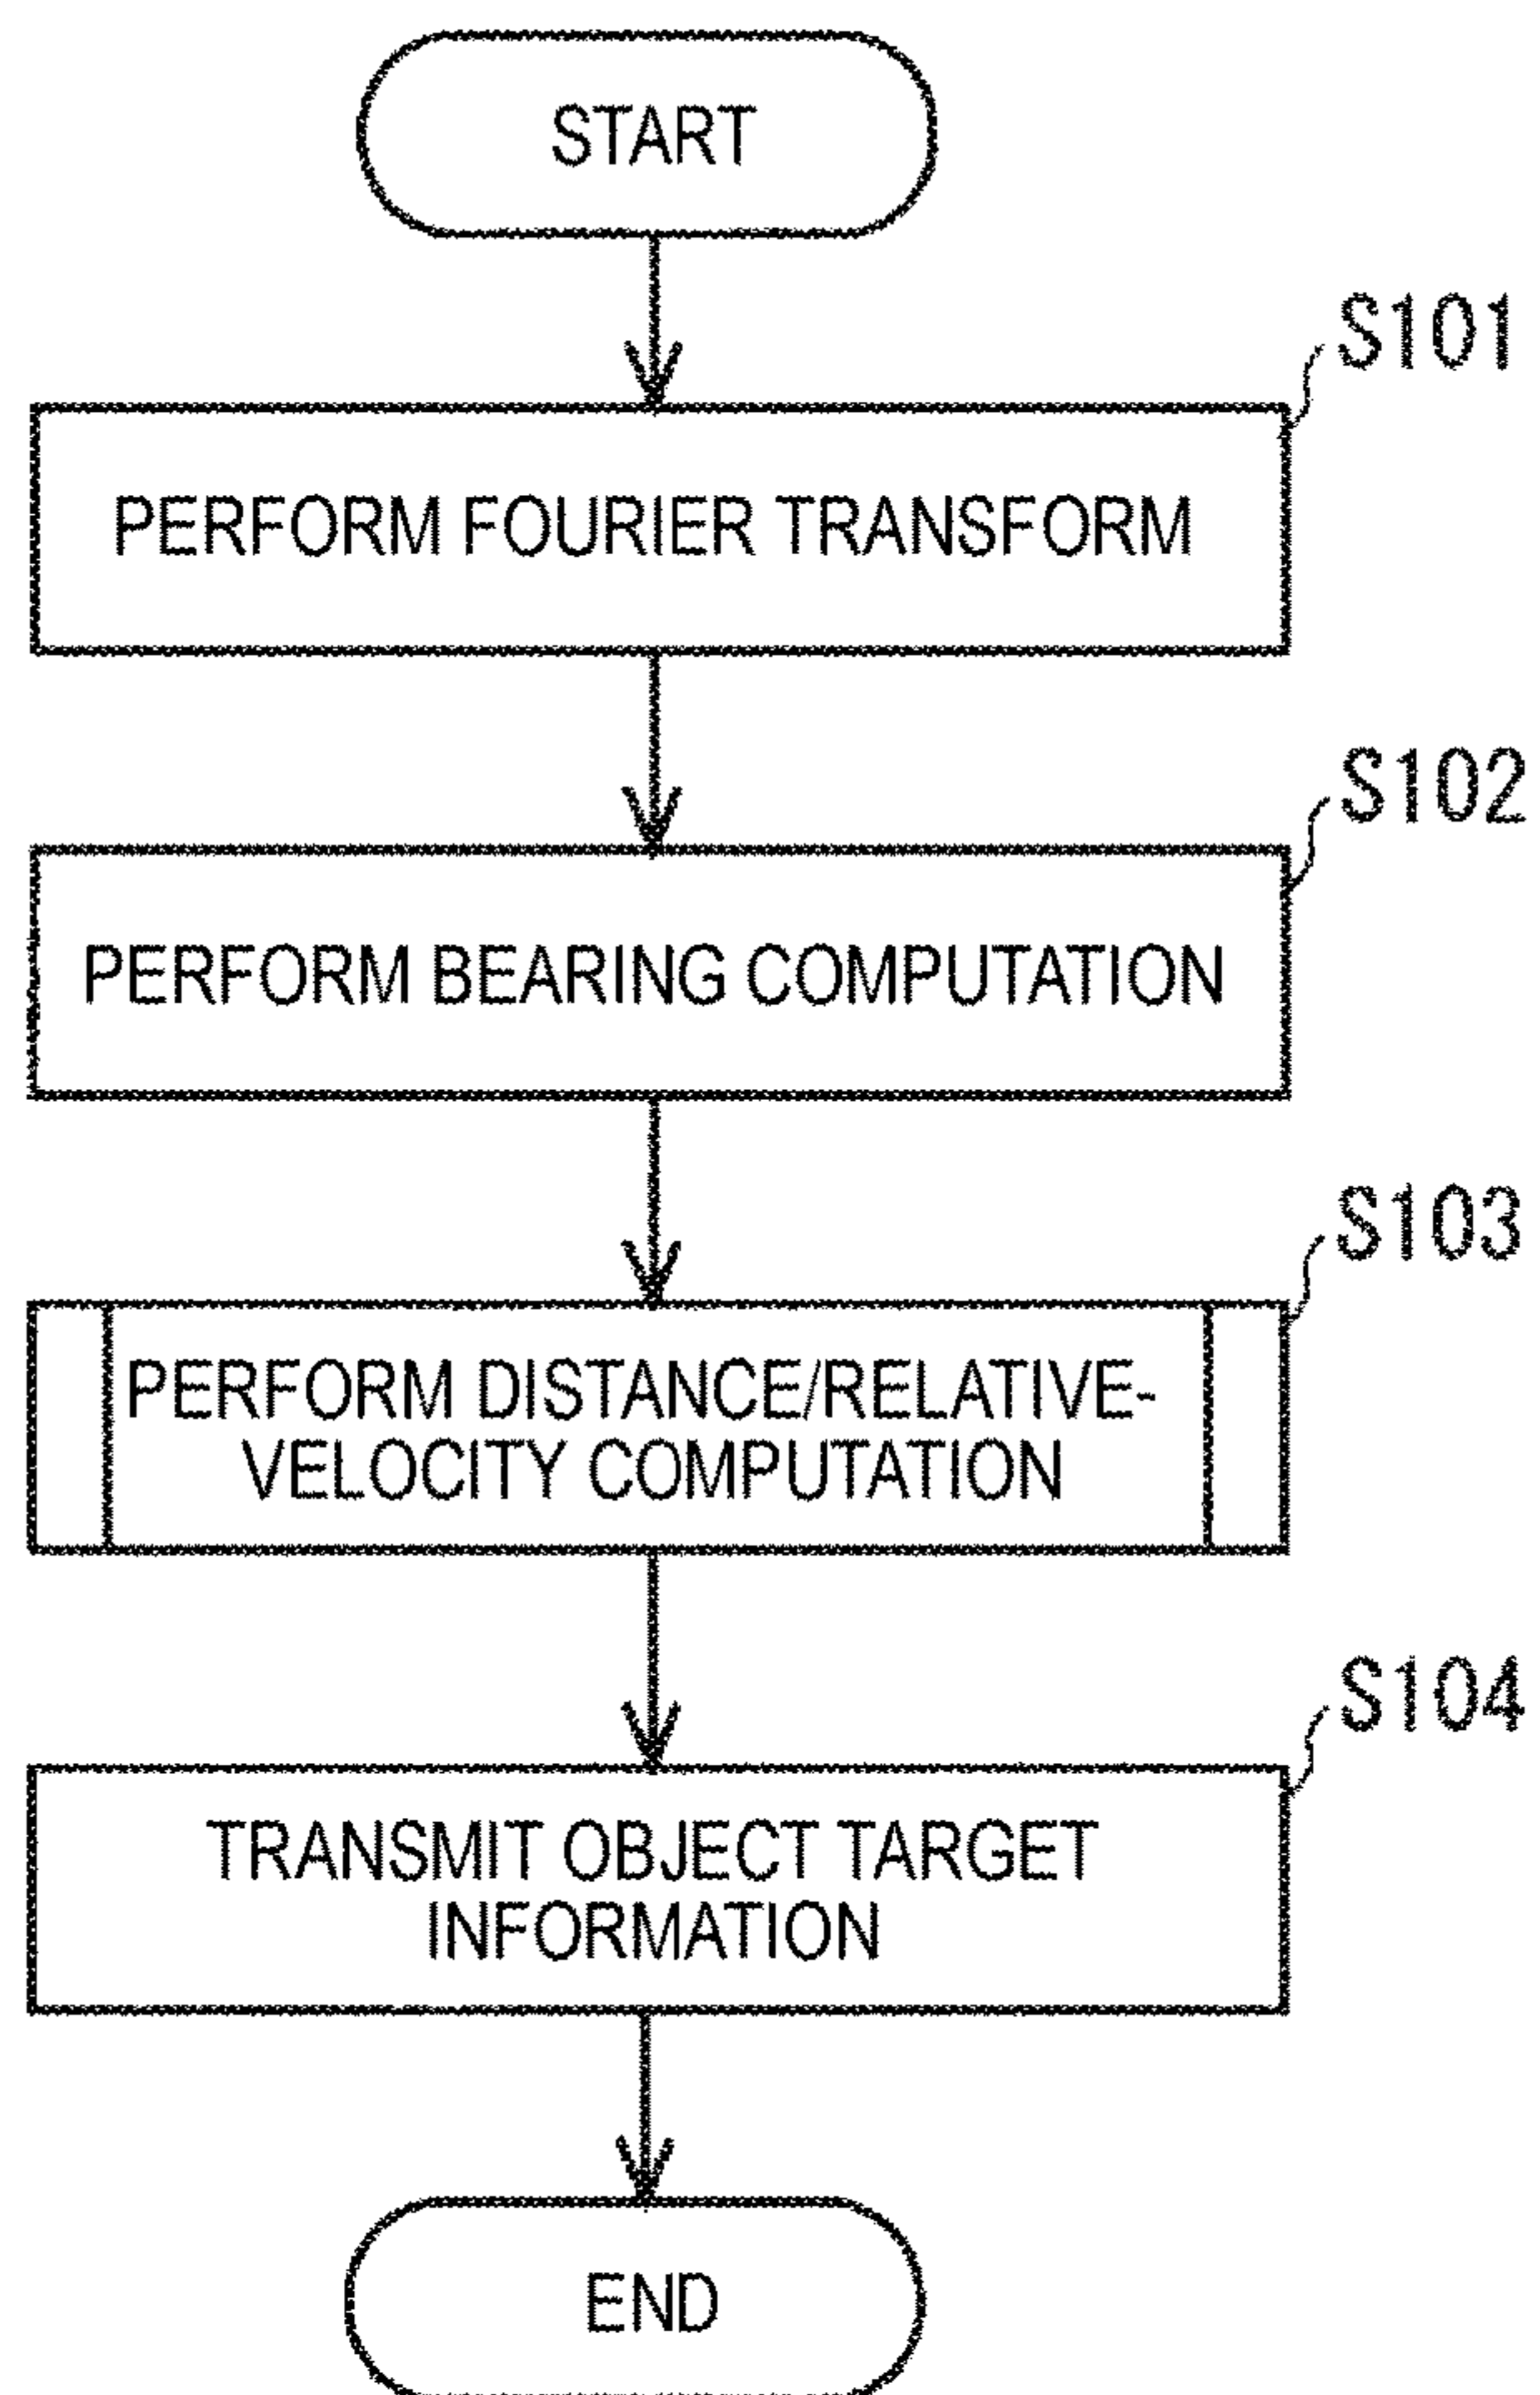 START
S101
PERFORM FOURIER TRANSFORM
S102
PERFORM BEARING COMPUTATION
S103
PERFORM DISTANCE/RELATIVE-
VELOCITY COMPUTATION
S104
TRANSMIT OBJECT TARGET
INFORMATION
END